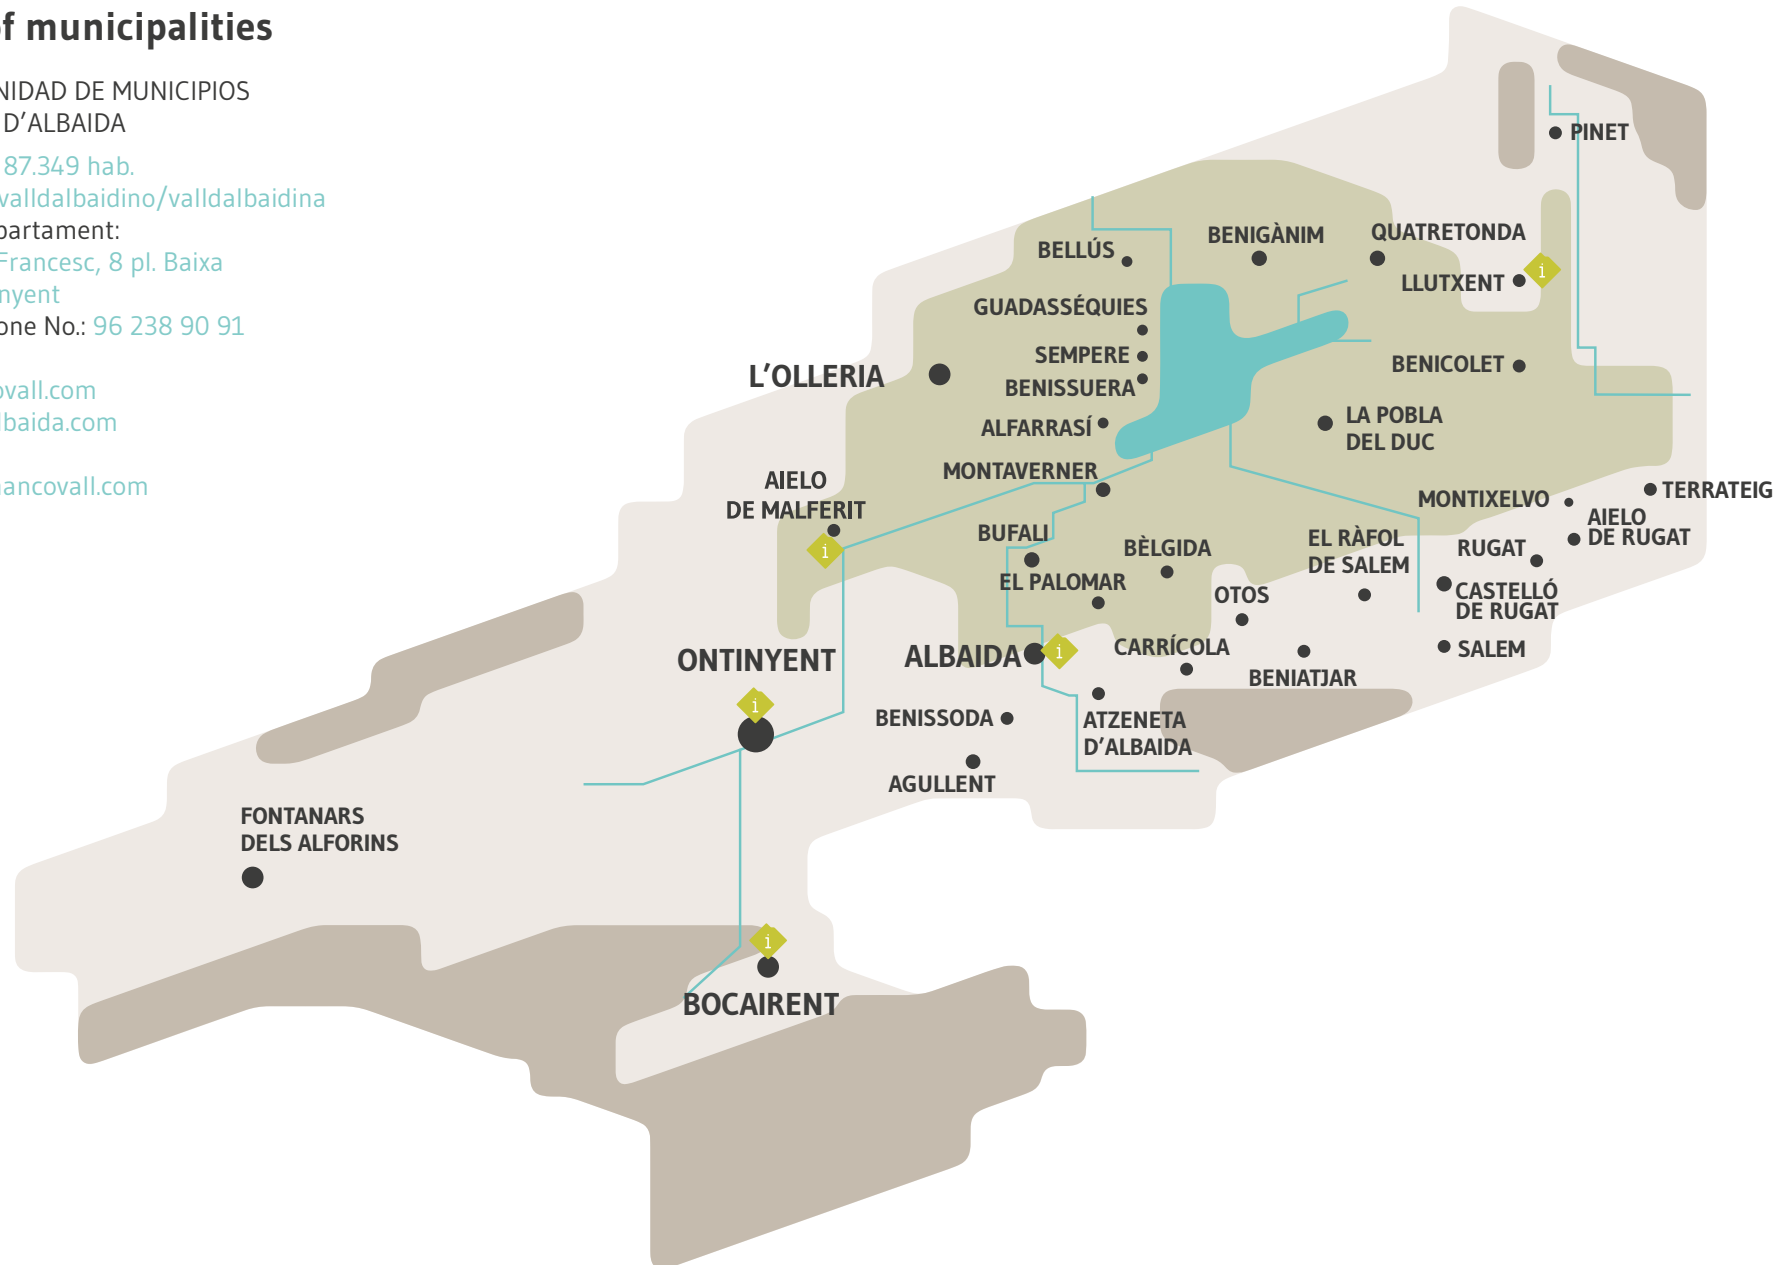 of municipalities
NIDAD DE MUNICIPIOS
D’ALBAIDA
87.349 hab.
valldalbaidino/valldalbaidina
partament:
Francesc, 8 pl. Baixa
nyent
one No.: 96 238 90 91
ovall.com
lbaida.com
ancovall.com
PINET
BELLÚS
BENIGÀNIM
QUATRETONDA
LLUTXENT
i
GUADASSÉQUIES
SEMPERE
BENISSUERA
L’OLLERIA
BENICOLET
ALFARRASÍ
LA POBLA
DEL DUC
MONTAVERNER
AIELO
DE MALFERIT
i
MONTIXELVO
TERRATEIG
AIELO
DE RUGAT
BUFALI
BÈLGIDA
EL RÀFOL
DE SALEM
RUGAT
EL PALOMAR
OTOS
CASTELLÓ
DE RUGAT
ONTINYENT
i
ALBAIDA
i
CARRÍCOLA
BENIATJAR
SALEM
BENISSODA
ATZENETA
D’ALBAIDA
AGULLENT
FONTANARS
DELS ALFORINS
i
BOCAIRENT